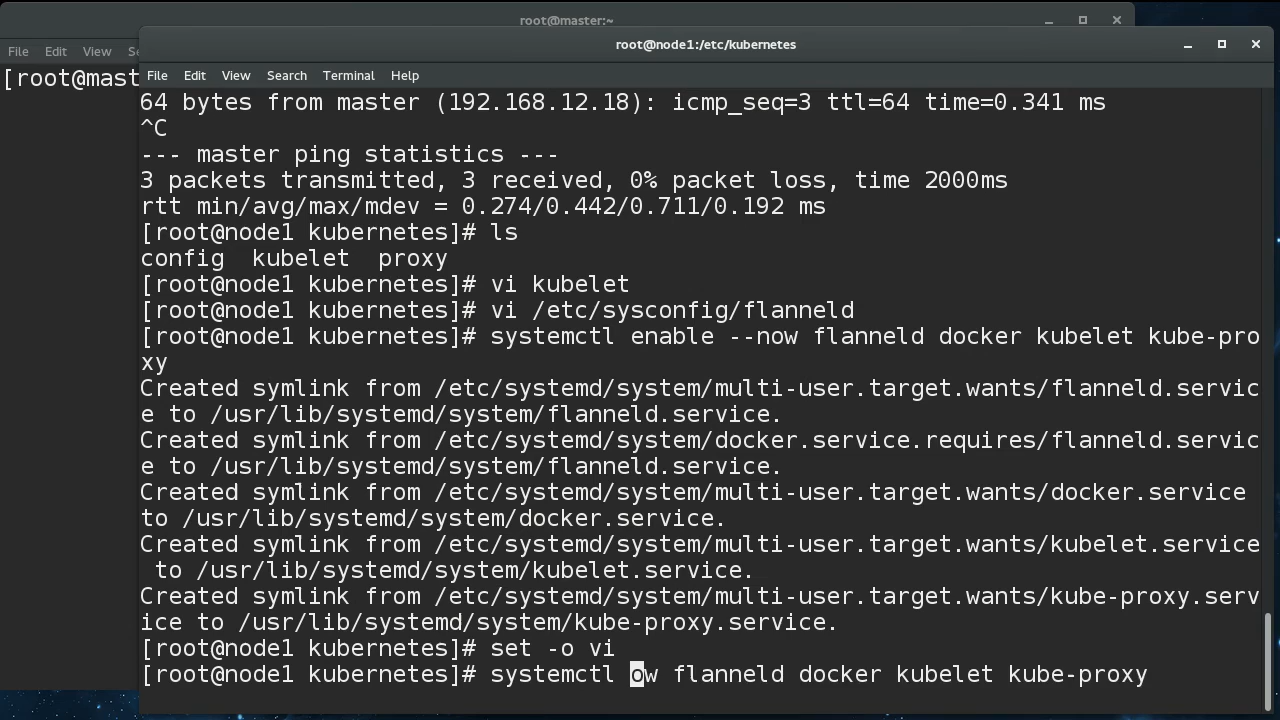 root@master:~
File Edit View Se
[root@mast
root@node1:/etc/kubernetes
File Edit View Search Terminal Help
64 bytes from master (192.168.12.18): icmp_seq=3 ttl=64 time=0.341 ms
^C
--- master ping statistics ---
3 packets transmitted, 3 received, 0% packet loss, time 2000ms
rtt min/avg/max/mdev = 0.274/0.442/0.711/0.192 ms
[root@node1 kubernetes]# ls
config  kubelet  proxy
[root@node1 kubernetes]# vi kubelet
[root@node1 kubernetes]# vi /etc/sysconfig/flanneld
[root@node1 kubernetes]# systemctl enable --now flanneld docker kubelet kube-pro
xy
Created symlink from /etc/systemd/system/multi-user.target.wants/flanneld.servic
e to /usr/lib/systemd/system/flanneld.service.
Created symlink from /etc/systemd/system/docker.service.requires/flanneld.servic
e to /usr/lib/systemd/system/flanneld.service.
Created symlink from /etc/systemd/system/multi-user.target.wants/docker.service
to /usr/lib/systemd/system/docker.service.
Created symlink from /etc/systemd/system/multi-user.target.wants/kubelet.service
 to /usr/lib/systemd/system/kubelet.service.
Created symlink from /etc/systemd/system/multi-user.target.wants/kube-proxy.serv
ice to /usr/lib/systemd/system/kube-proxy.service.
[root@node1 kubernetes]# set -o vi
[root@node1 kubernetes]# systemctl ow flanneld docker kubelet kube-proxy